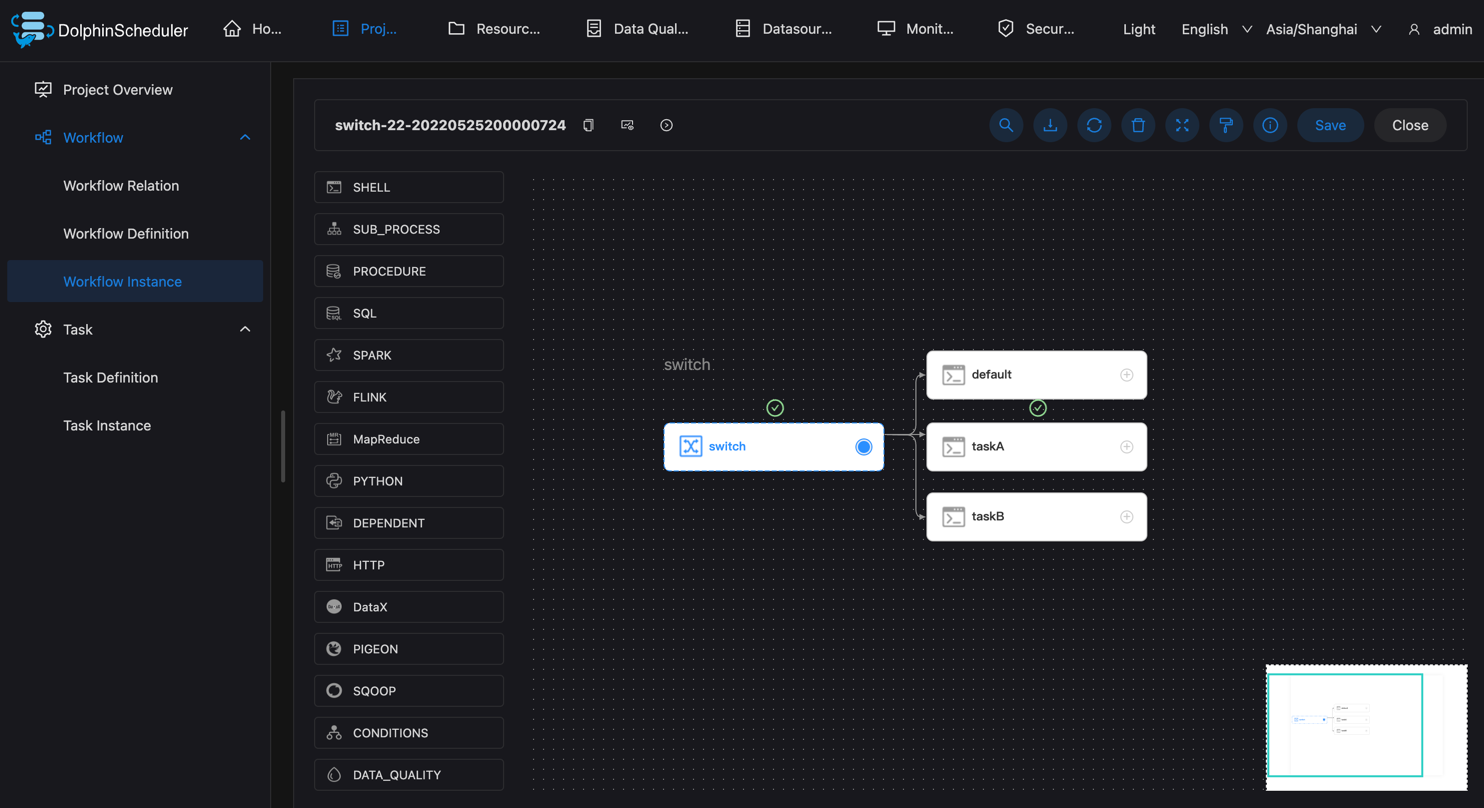 DolphinScheduler
Ho...
Proj...
Resourc...
Data Qual...
Datasour...
Monit...
Secur...
Light
English
Asia/Shanghai
admin
Project Overview
Workflow
Workflow Relation
Workflow Definition
Workflow Instance
Task
Task Definition
Task Instance
switch-22-20220525200000724
Save
Close
SHELL
SUB_PROCESS
PROCEDURE
SQL
SPARK
FLINK
MapReduce
PYTHON
DEPENDENT
HTTP
DataX
PIGEON
SQOOP
CONDITIONS
DATA_QUALITY
switch
default
switch
taskA
taskB